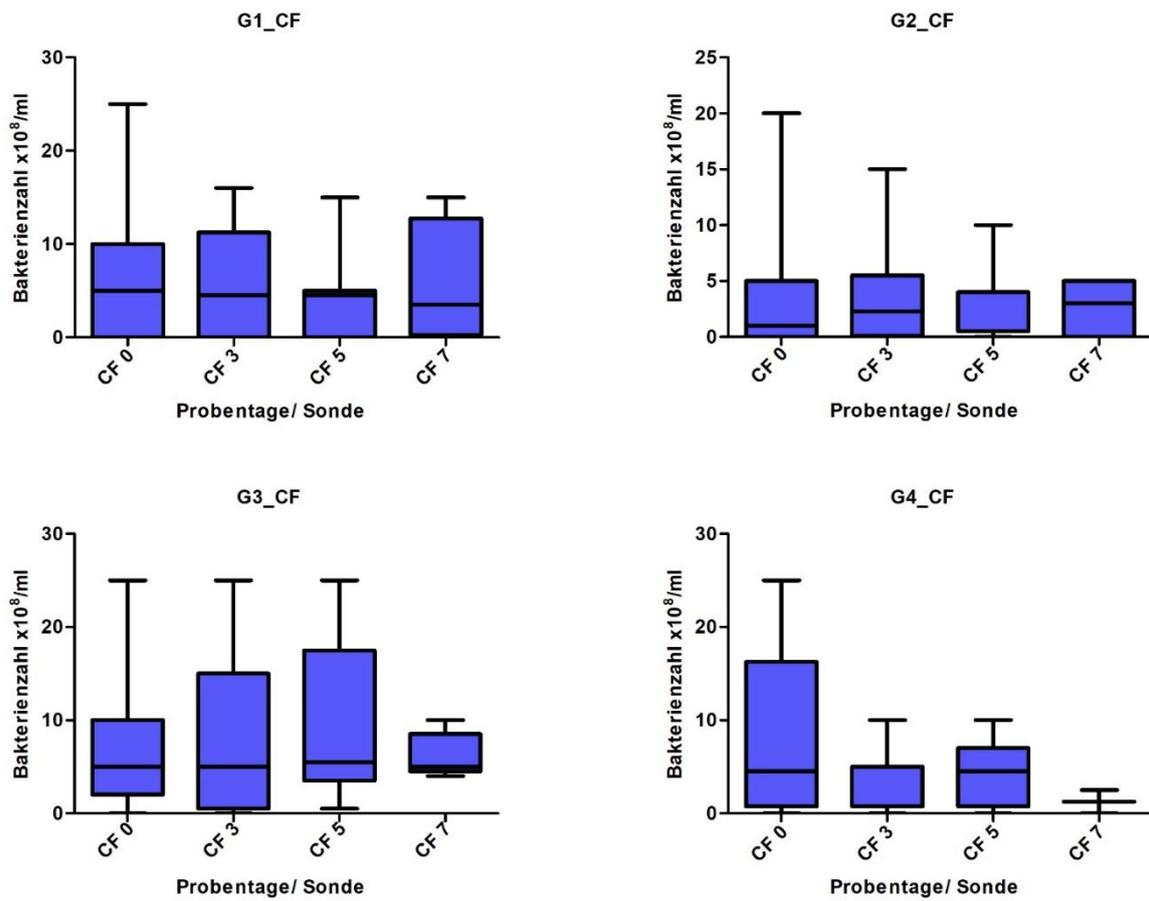 G1_CF
Bakterienzahl x10⁸/ml
30
20
10
0
CF 0 CF 3 CF 5 CF 7
Probentage/ Sonde
G2_CF
Bakterienzahl x10⁸/ml
25
20
15
10
5
0
CF 0 CF 3 CF 5 CF 7
Probentage/ Sonde
G3_CF
Bakterienzahl x10⁸/ml
30
20
10
0
CF 0 CF 3 CF 5 CF 7
Probentage/ Sonde
G4_CF
Bakterienzahl x10⁸/ml
30
20
10
0
CF 0 CF 3 CF 5 CF 7
Probentage/ Sonde